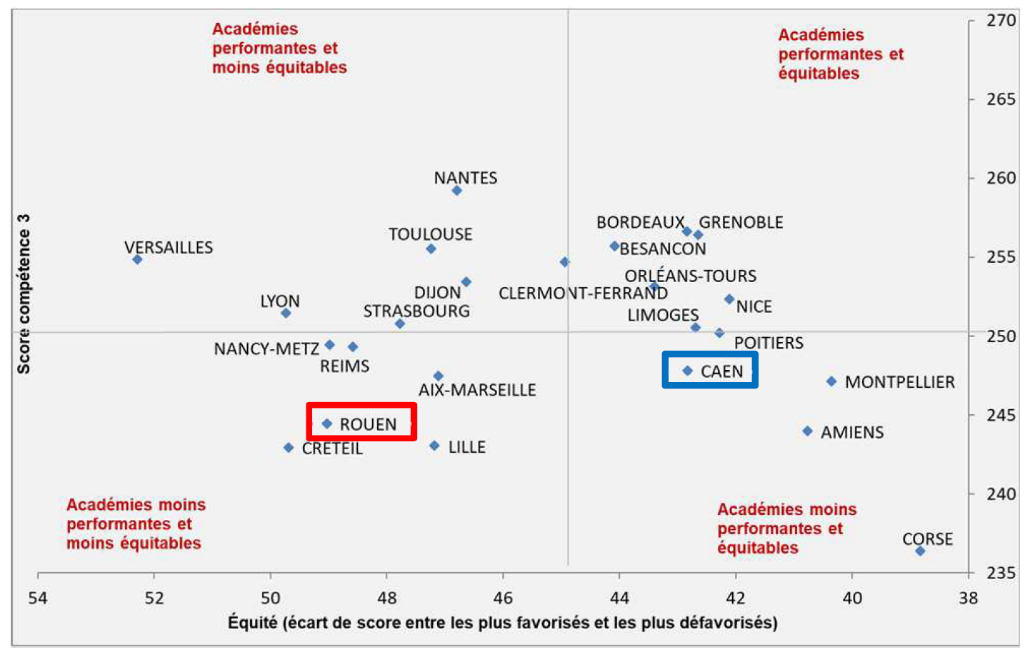 Académies
performantes et
moins équitables
Académies
performantes et
équitables
270
265
260
255
250
245
240
235
Score compétence 3
NANTES
BORDEAUX
GRENOBLE
TOULOUSE
BESANCON
VERSAILLES
ORLÉANS-TOURS
DIJON
CLERMONT-FERRAND
LYON
NICE
STRASBOURG
LIMOGES
POITIERS
NANCY-METZ
REIMS
CAEN
MONTPELLIER
AIX-MARSEILLE
ROUEN
AMIENS
CRETEIL
LILLE
Académies moins
performantes et
moins équitables
Académies moins
performantes et
équitables
CORSE
54
52
50
48
46
44
42
40
38
Équité (écart de score entre les plus favorisés et les plus défavorisés)